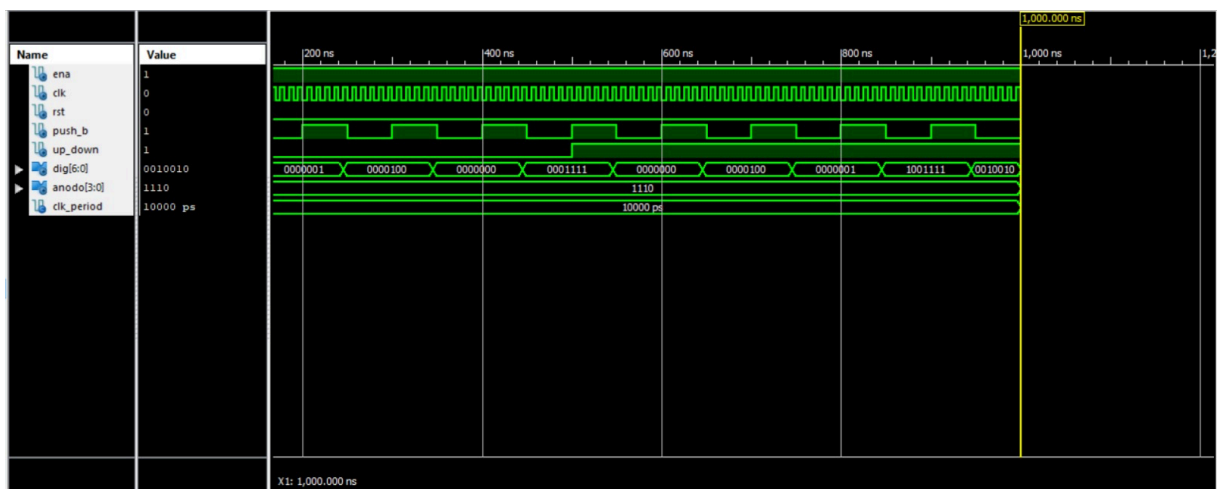 1,000.000 ns
Name Value 200 ns 400 ns 600 ns 800 ns 1,000 ns 1,2
ena 1
clk 0
rst 0
push_b 1
up_down 1
dig[6:0] 0010010 0000001 0000100 0000000 0001111 0000000 0000100 0000001 1001111 0010010
anodo[3:0] 1110 1110
clk_period 10000 ps 10000 ps
X1: 1,000.000 ns